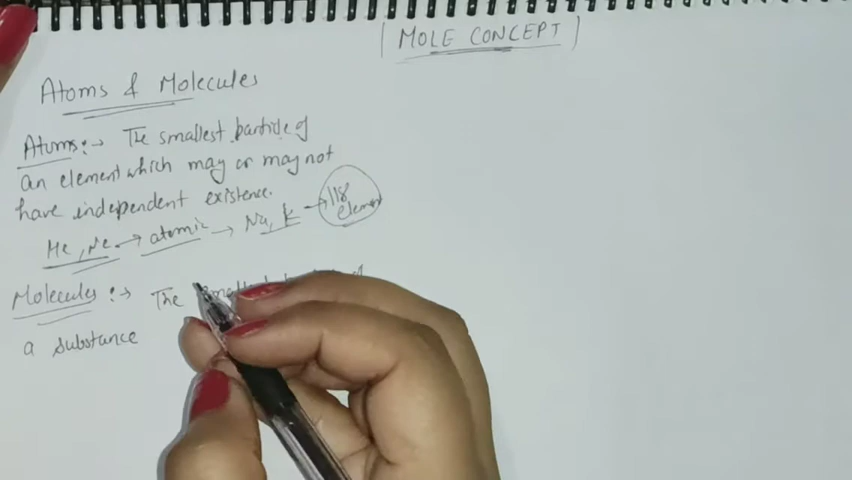 MOLE CONCEPT
Atoms & Molecules
Atoms :→ The smallest particle of
an element which may or may not
have independent existence.
He, Ne → atomic → Na, K → 118 element
Molecules :→ The smallest
a substance